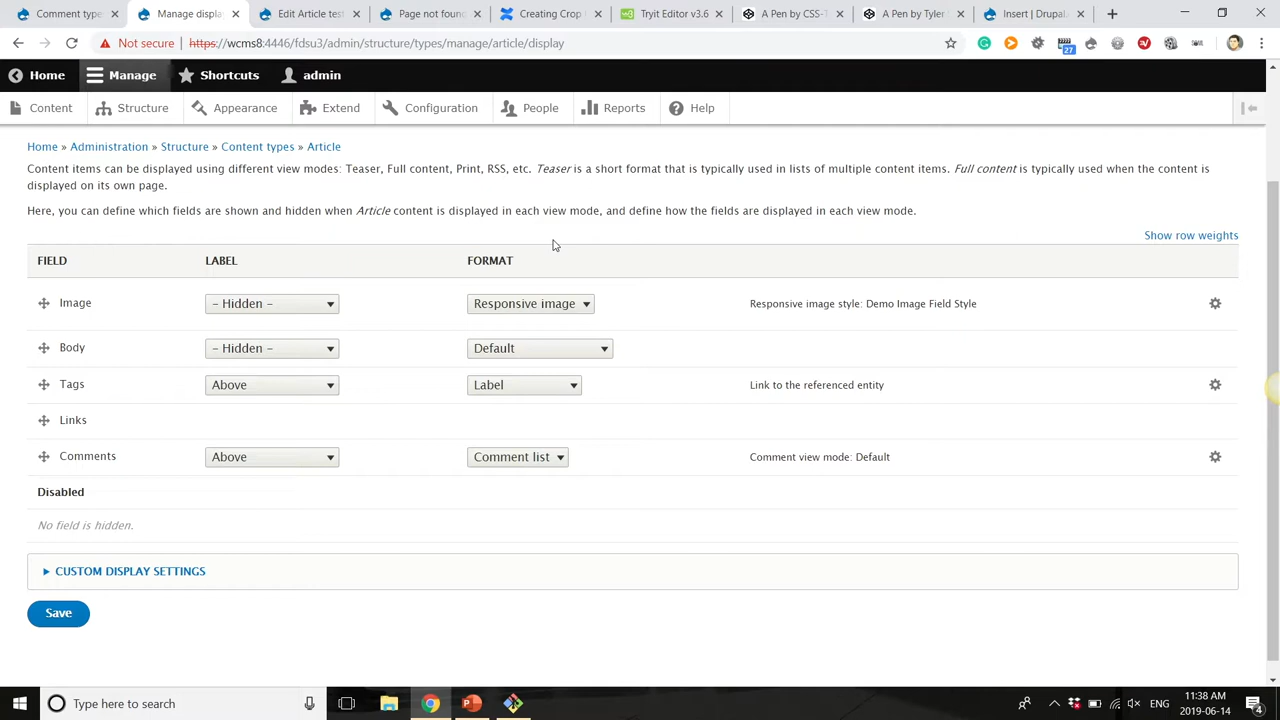 Comment types
Manage displa
Edit Article test
Page not foun
Creating Crop
Tryit Editor v3.6
A Pen by CSS-T
A Pen by Tyler
Insert | Drupal
Not secure
https://wcms8:4446/fdsu3/admin/structure/types/manage/article/display
27
Home
Manage
Shortcuts
admin
Content
Structure
Appearance
Extend
Configuration
People
Reports
Help
Home » Administration » Structure » Content types » Article
Content items can be displayed using different view modes: Teaser, Full content, Print, RSS, etc. Teaser is a short format that is typically used in lists of multiple content items. Full content is typically used when the content is
displayed on its own page.
Here, you can define which fields are shown and hidden when Article content is displayed in each view mode, and define how the fields are displayed in each view mode.
Show row weights
FIELD LABEL FORMAT
Image - Hidden - Responsive image Responsive image style: Demo Image Field Style
Body - Hidden - Default
Tags Above Label Link to the referenced entity
Links
Comments Above Comment list Comment view mode: Default
Disabled
No field is hidden.
CUSTOM DISPLAY SETTINGS
Save
Type here to search
ENG
11:38 AM
2019-06-14
4